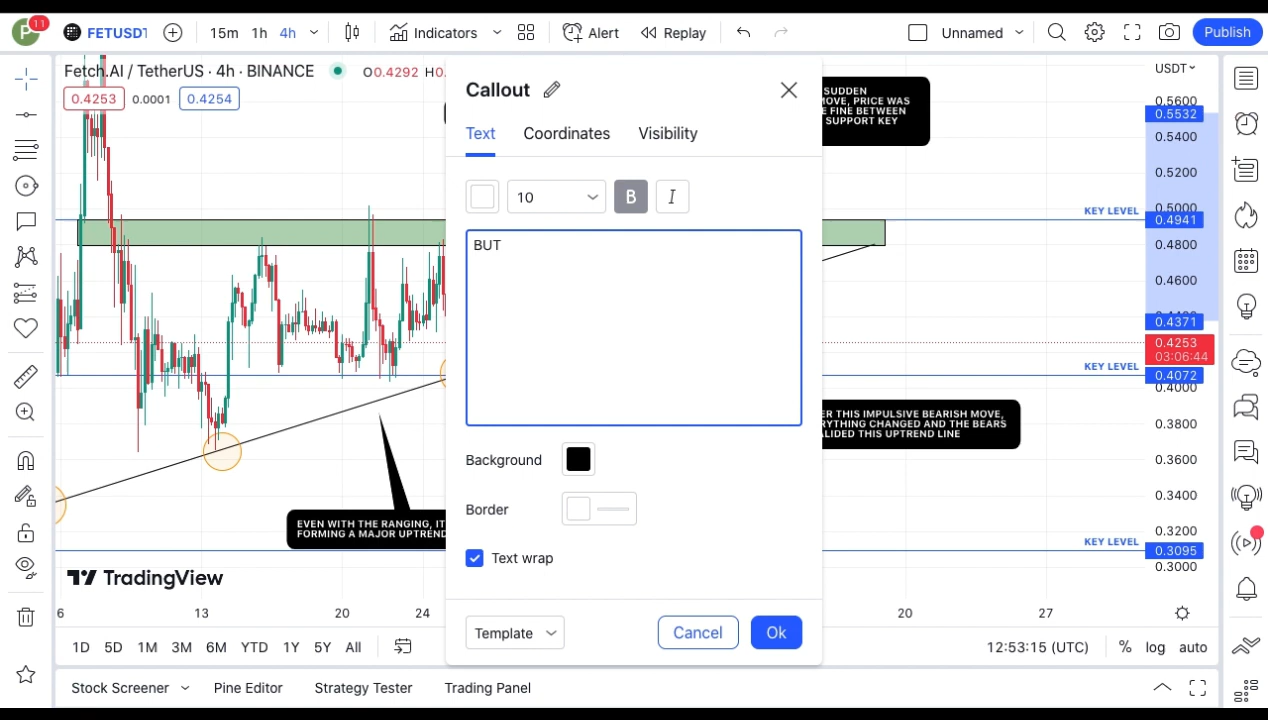 P 11
FETUSDT
15m 1h 4h
Indicators
Alert
Replay
Unnamed
Publish
Fetch.AI / TetherUS · 4h · BINANCE
O0.4292 H0.
0.4253
0.0001
0.4254
Callout
Text
Coordinates
Visibility
10
B
I
BUT
Background
Border
Text wrap
Template
Cancel
Ok
SUDDEN
MOVE, PRICE WAS
E FINE BETWEEN
SUPPORT KEY
ER THIS IMPULSIVE BEARISH MOVE,
RYTHING CHANGED AND THE BEARS
ALIDED THIS UPTREND LINE
EVEN WITH THE RANGING, IT
FORMING A MAJOR UPTREND
KEY LEVEL
KEY LEVEL
KEY LEVEL
USDT
0.5600
0.5532
0.5400
0.5200
0.5000
0.4941
0.4800
0.4600
0.4371
0.4253
03:06:44
0.4072
0.4000
0.3800
0.3600
0.3400
0.3200
0.3095
0.3000
TradingView
6
13
20
24
20
27
1D 5D 1M 3M 6M YTD 1Y 5Y All
12:53:15 (UTC)
% log auto
Stock Screener
Pine Editor
Strategy Tester
Trading Panel